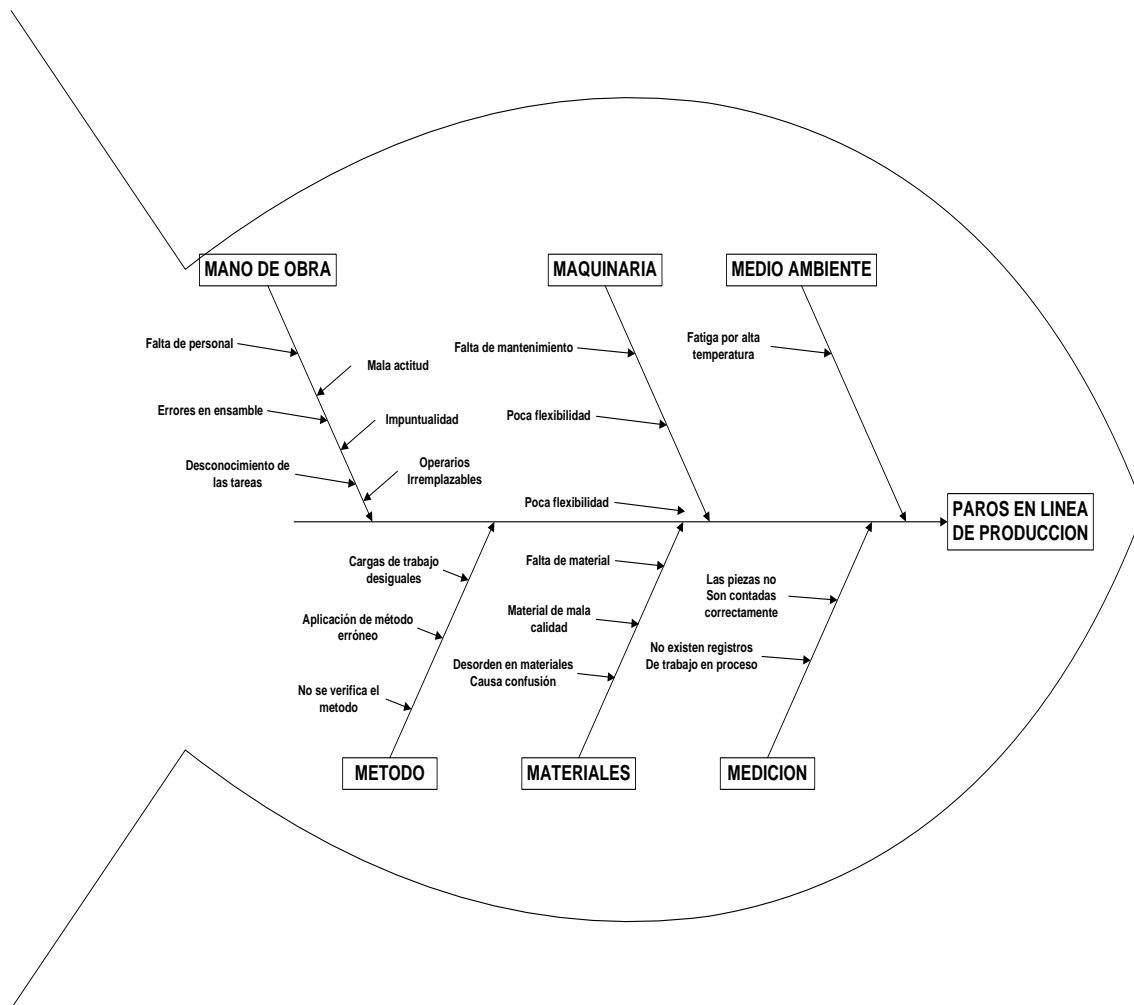 MANO DE OBRA
MAQUINARIA
MEDIO AMBIENTE
Falta de personal
Mala actitud
Errores en ensamble
Impuntualidad
Desconocimiento de
las tareas
Operarios
Irremplazables
Falta de mantenimiento
Poca flexibilidad
Poca flexibilidad
Fatiga por alta
temperatura
PAROS EN LINEA
DE PRODUCCION
Cargas de trabajo
desiguales
Aplicación de método
erróneo
No se verifica el
metodo
Falta de material
Material de mala
calidad
Desorden en materiales
Causa confusión
Las piezas no
Son contadas
correctamente
No existen registros
De trabajo en proceso
METODO
MATERIALES
MEDICION